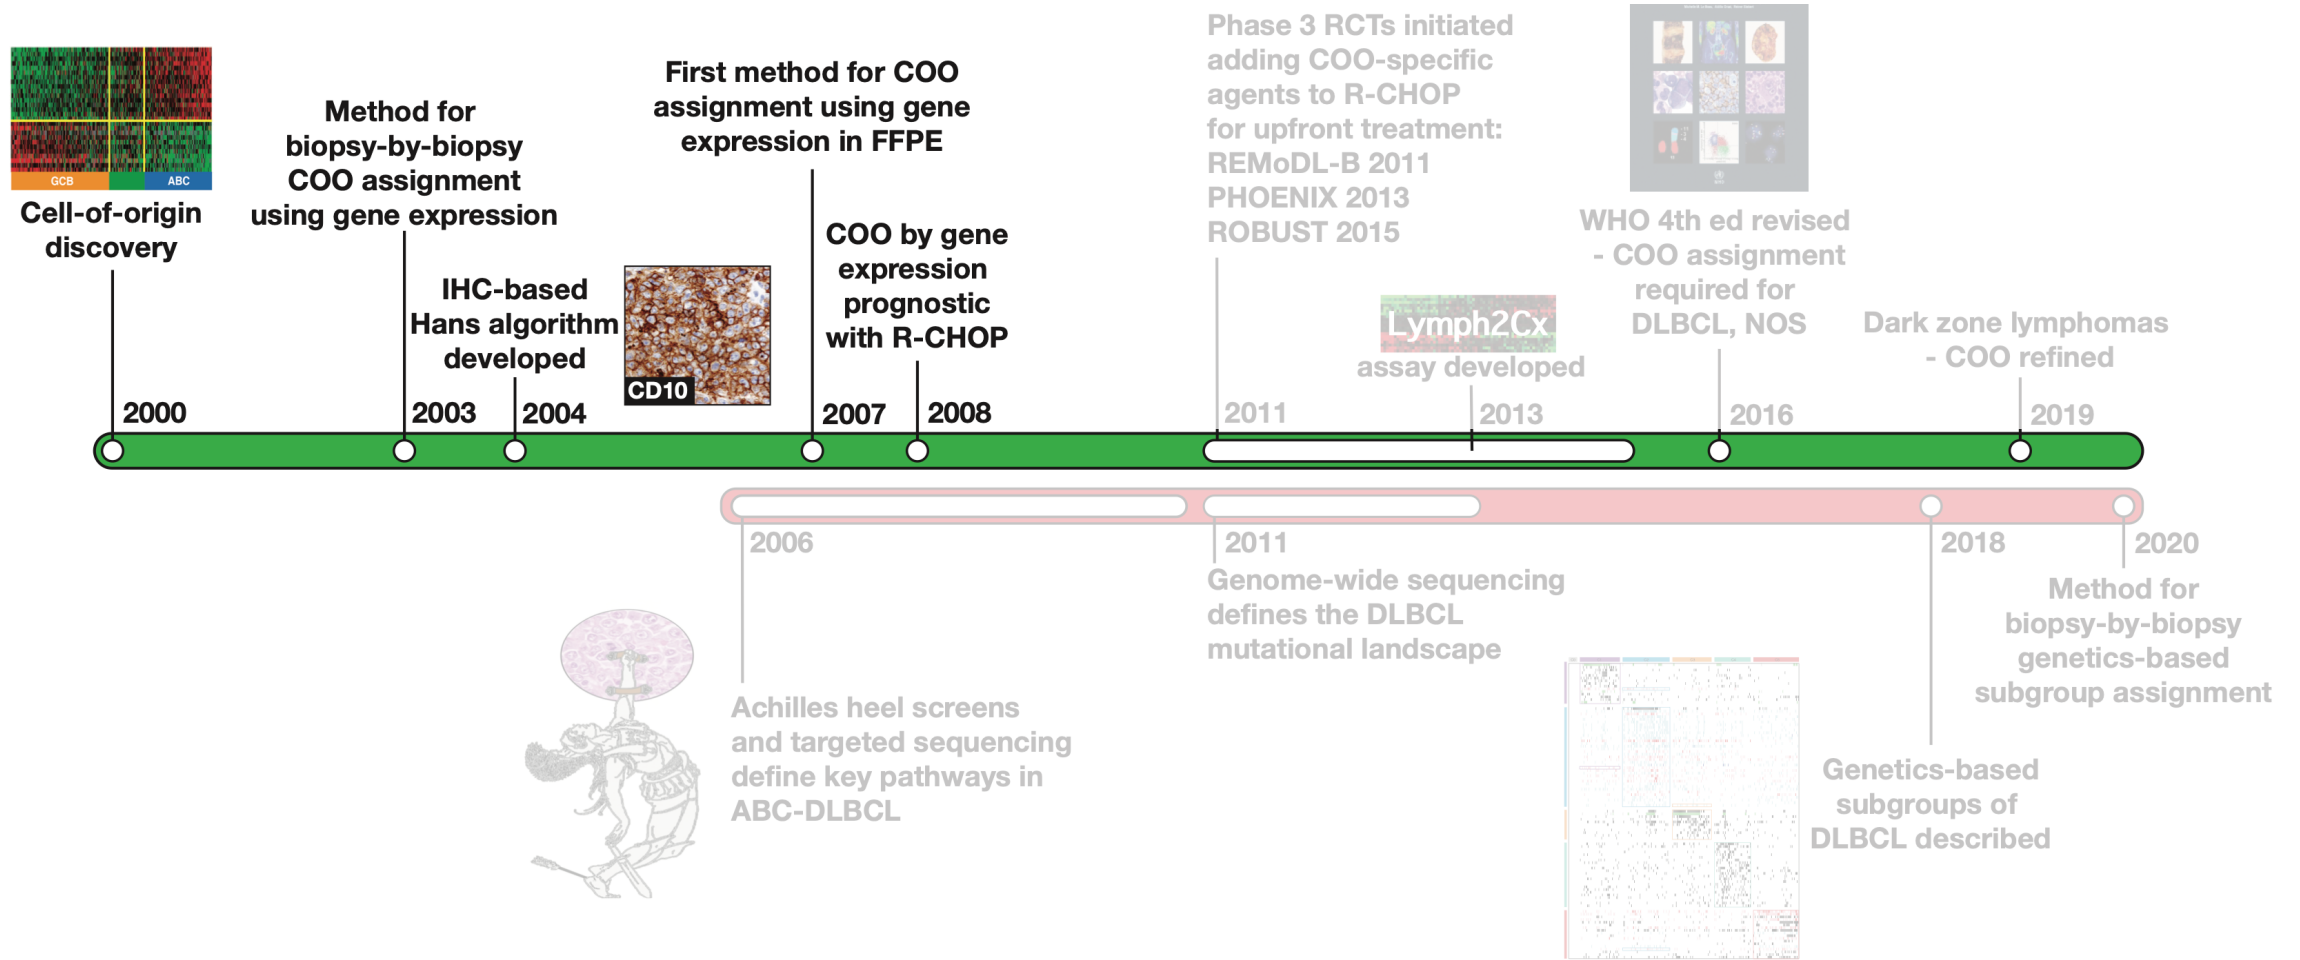 GCB
ABC
Cell-of-origin
discovery
2000
Method for
biopsy-by-biopsy
COO assignment
using gene expression
2003
IHC-based
Hans algorithm
developed
2004
CD10
First method for COO
assignment using gene
expression in FFPE
2007
COO by gene
expression
prognostic
with R-CHOP
2008
Phase 3 RCTs initiated
adding COO-specific
agents to R-CHOP
for upfront treatment:
REMoDL-B 2011
PHOENIX 2013
ROBUST 2015
2011
Lymph2Cx
assay developed
2013
WHO 4th ed revised
- COO assignment
required for
DLBCL, NOS
2016
Dark zone lymphomas
- COO refined
2019
2006
Achilles heel screens
and targeted sequencing
define key pathways in
ABC-DLBCL
2011
Genome-wide sequencing
defines the DLBCL
mutational landscape
2018
Genetics-based
subgroups of
DLBCL described
2020
Method for
biopsy-by-biopsy
genetics-based
subgroup assignment